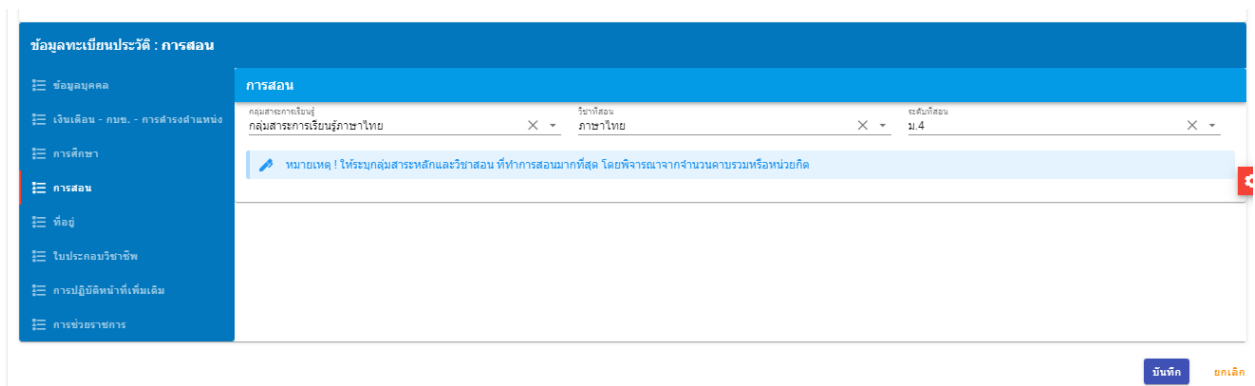 ข้อมูลทะเบียนประวัติ : การสอน
ข้อมูลบุคคล
เงินเดือน - กบข. - การดำรงตำแหน่ง
การศึกษา
การสอน
ที่อยู่
ใบประกอบวิชาชีพ
การปฏิบัติหน้าที่เพิ่มเติม
การช่วยราชการ
การสอน
กลุ่มสาระการเรียนรู้
กลุ่มสาระการเรียนรู้ภาษาไทย
วิชาที่สอน
ภาษาไทย
ระดับที่สอน
ม.4
หมายเหตุ ! ให้ระบุกลุ่มสาระหลักและวิชาสอน ที่ทำการสอนมากที่สุด โดยพิจารณาจากจำนวนคาบรวมหรือหน่วยกิต
บันทึก
ยกเลิก